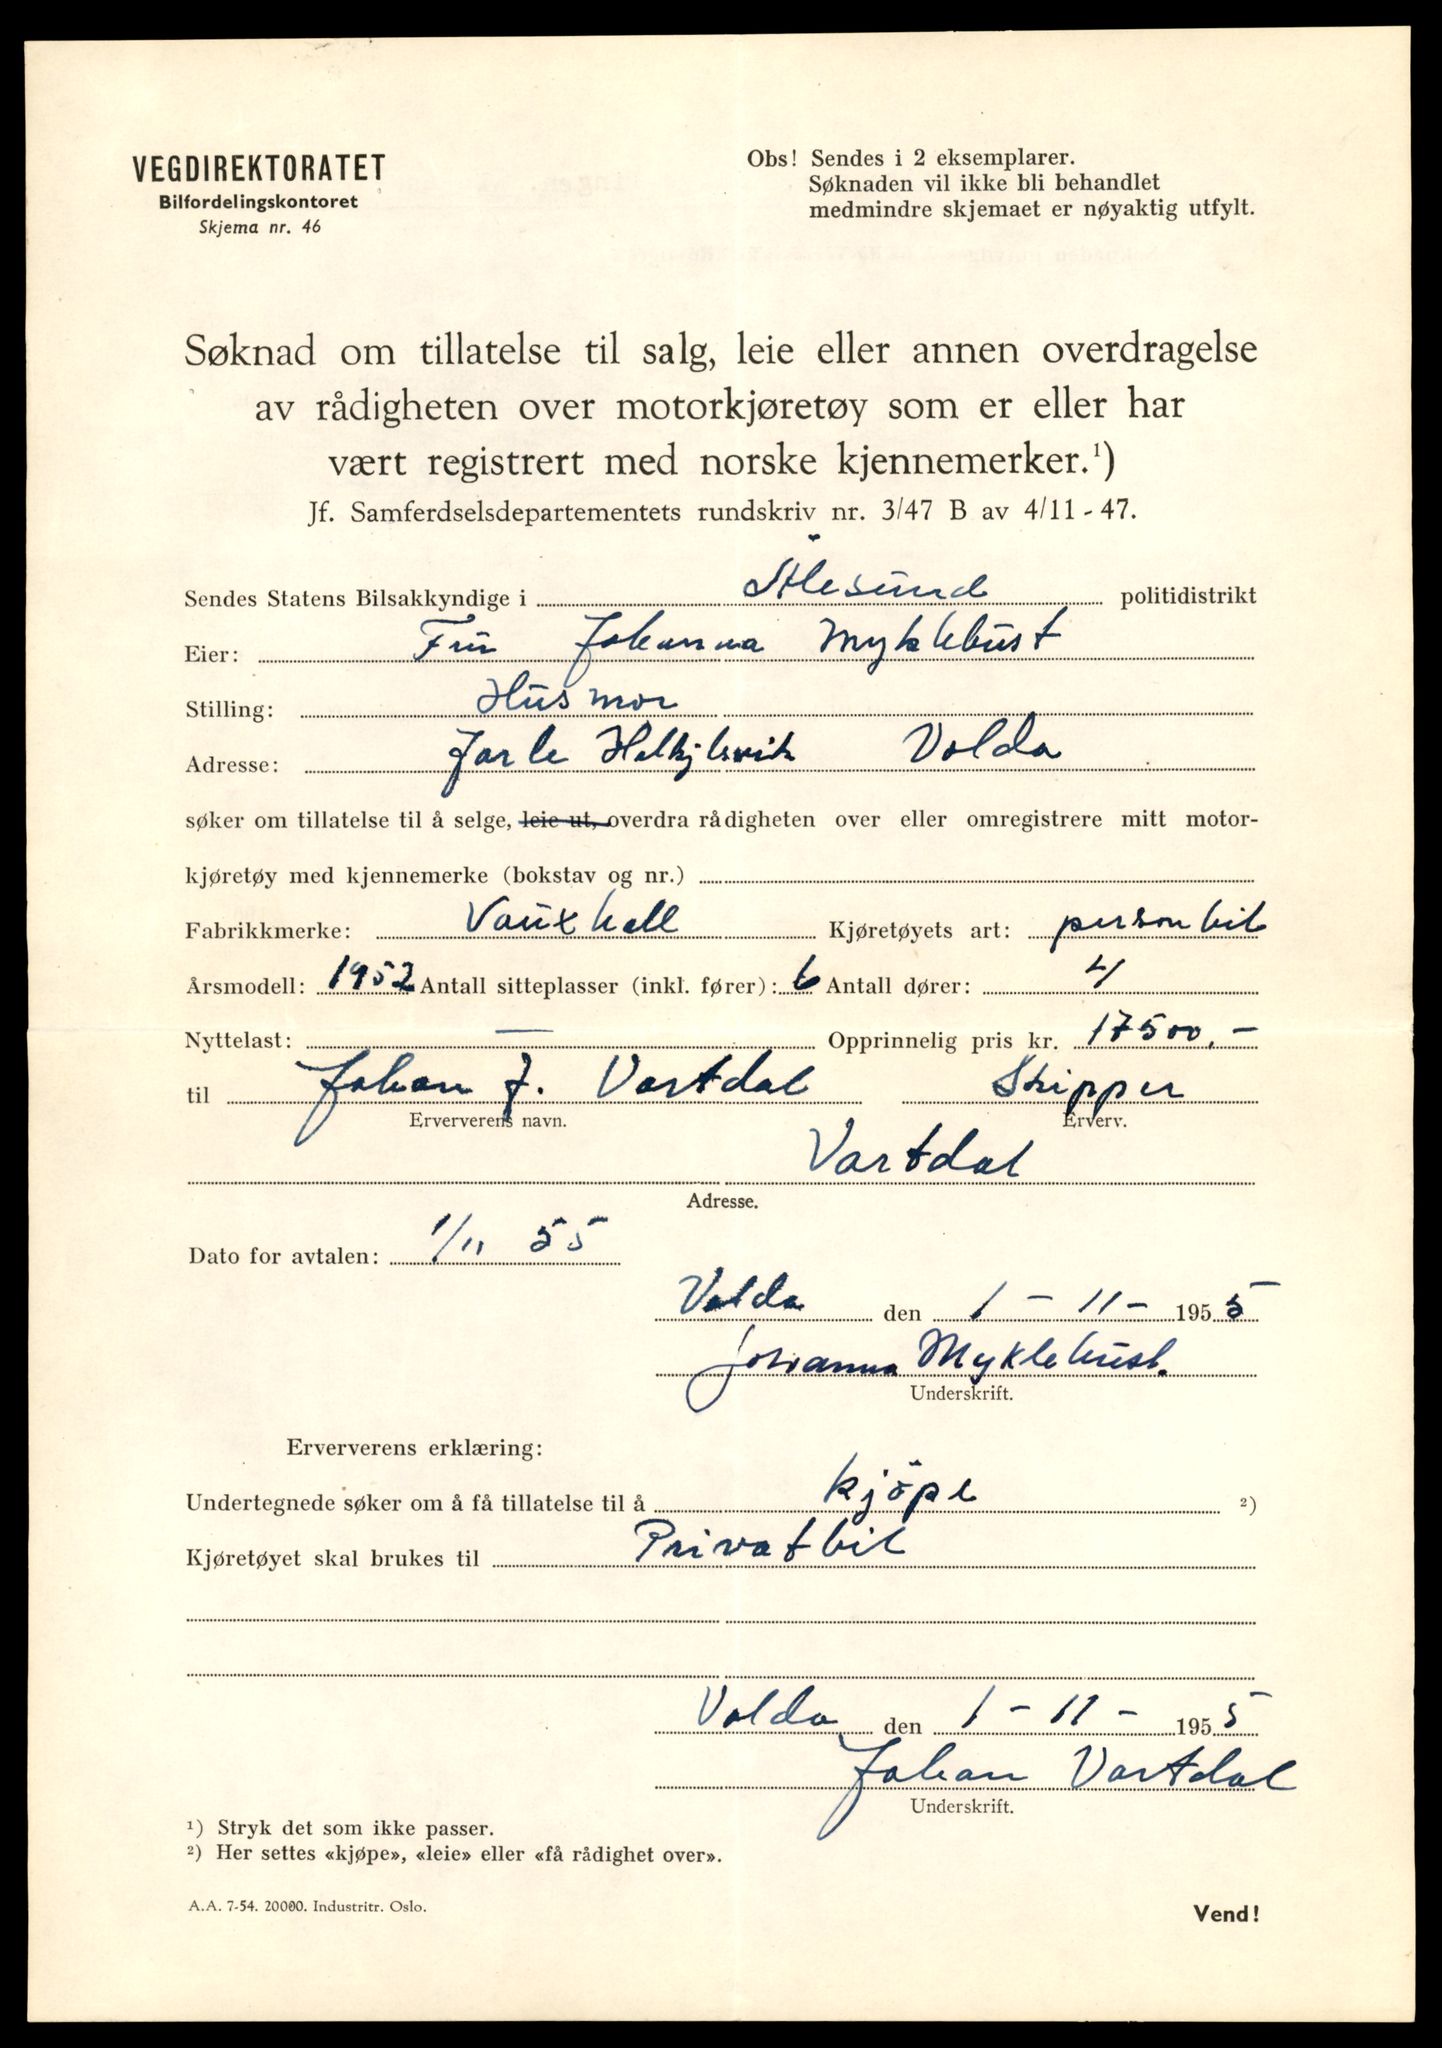 VEGDIREKTORATET
Bilfordelingskontoret
Skjema nr. 46
Obs! Sendes i 2 eksemplarer.
Søknaden vil ikke bli behandlet
medmindre skjemaet er nøyaktig utfylt.
Søknad om tillatelse til salg, leie eller annen overdragelse
av rådigheten over motorkjøretøy som er eller har
vært registrert med norske kjennemerker.¹)
Jf. Samferdselsdepartementets rundskriv nr. 3/47 B av 4/11-47.
Sendes Statens Bilsakkyndige i Ålesund politidistrikt
Eier: Fru Johanna Myklebust
Stilling: Husmor
Adresse: Jarle Volda
søker om tillatelse til å selge, leie ut, overdra rådigheten over eller omregistrere mitt motor-
kjøretøy med kjennemerke (bokstav og nr.)
Fabrikkmerke: Vauxhall Kjøretøyets art: personbil
Årsmodell: 1952 Antall sitteplasser (inkl. fører): 6 Antall dører: 4
Nyttelast: — Opprinnelig pris kr. 17500,-
til Johan J. Vartdal Skipper
Erververens navn. Erverv.
Vartdal
Adresse.
Dato for avtalen: 1/11 55
Volda den 1-11-1955
Johanna Myklebust.
Underskrift.
Erververens erklæring:
Undertegnede søker om å få tillatelse til å kjöpe ²)
Kjøretøyet skal brukes til Privatbil
Volda den 1-11-1955
Johan Vartdal
Underskrift.
¹) Stryk det som ikke passer.
²) Her settes «kjøpe», «leie» eller «få rådighet over».
A.A. 7-54. 20000. Industritr. Oslo.
Vend!